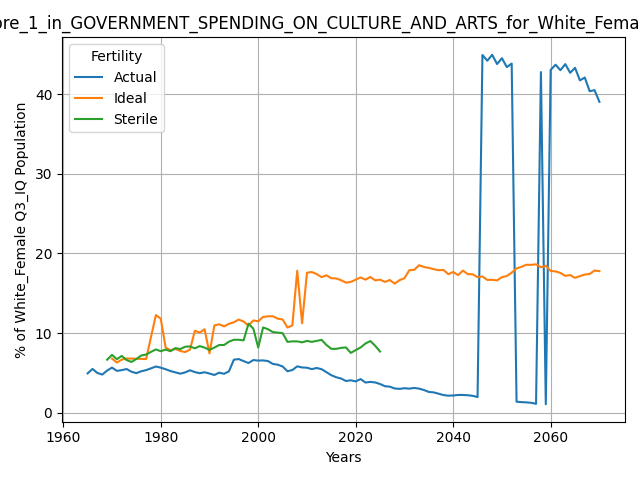 ore_1_in_GOVERNMENT_SPENDING_ON_CULTURE_AND_ARTS_for_White_Fema
Fertility
Actual
Ideal
Sterile
% of White_Female Q3_IQ Population
40
30
20
10
0
1960 1980 2000 2020 2040 2060
Years